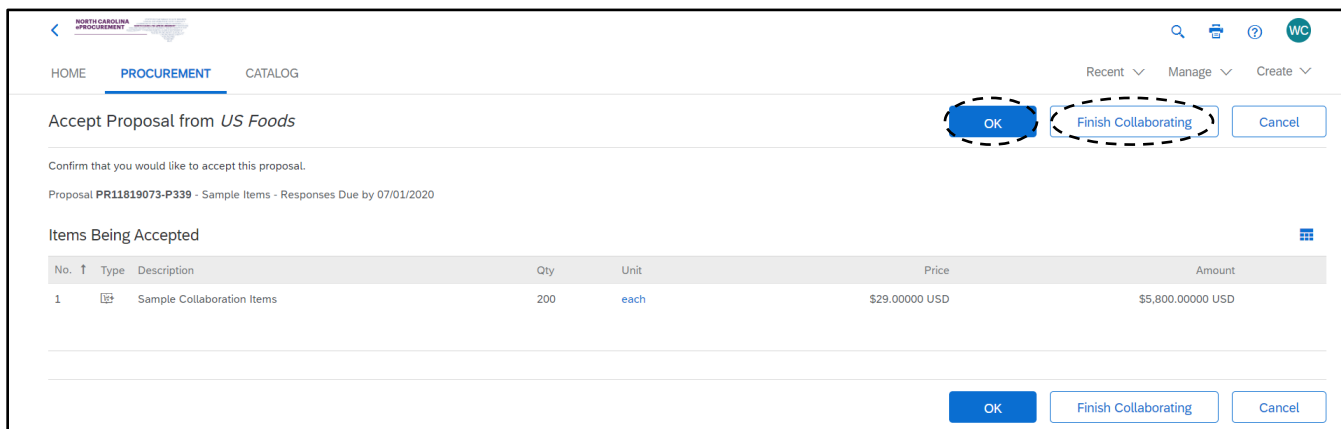 NORTH CAROLINA
ePROCUREMENT
WC
HOME PROCUREMENT CATALOG Recent Manage Create
Accept Proposal from US Foods OK Finish Collaborating Cancel
Confirm that you would like to accept this proposal.
Proposal PR11819073-P339 - Sample Items - Responses Due by 07/01/2020
Items Being Accepted
No. ↑ Type Description Qty Unit Price Amount
1 Sample Collaboration Items 200 each $29.00000 USD $5,800.00000 USD
OK Finish Collaborating Cancel